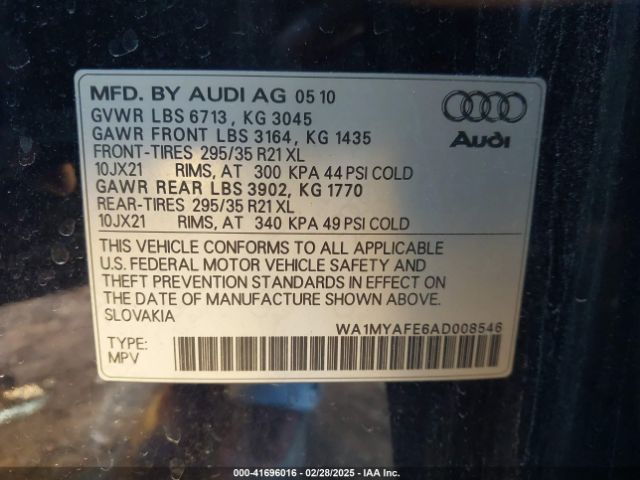 MFD. BY AUDI AG 05 10
GVWR LBS 6713, KG 3045
GAWR FRONT LBS 3164, KG 1435
FRONT-TIRES 295/35 R21 XL
10JX21 RIMS, AT 300 KPA 44 PSI COLD
GAWR REAR LBS 3902, KG 1770
REAR-TIRES 295/35 R21 XL
10JX21 RIMS, AT 340 KPA 49 PSI COLD
Audi
THIS VEHICLE CONFORMS TO ALL APPLICABLE
U.S. FEDERAL MOTOR VEHICLE SAFETY AND
THEFT PREVENTION STANDARDS IN EFFECT ON
THE DATE OF MANUFACTURE SHOWN ABOVE.
SLOVAKIA
WA1MYAFE6AD008546
TYPE:
MPV
000-41696016 - 02/28/2025 - IAA Inc.